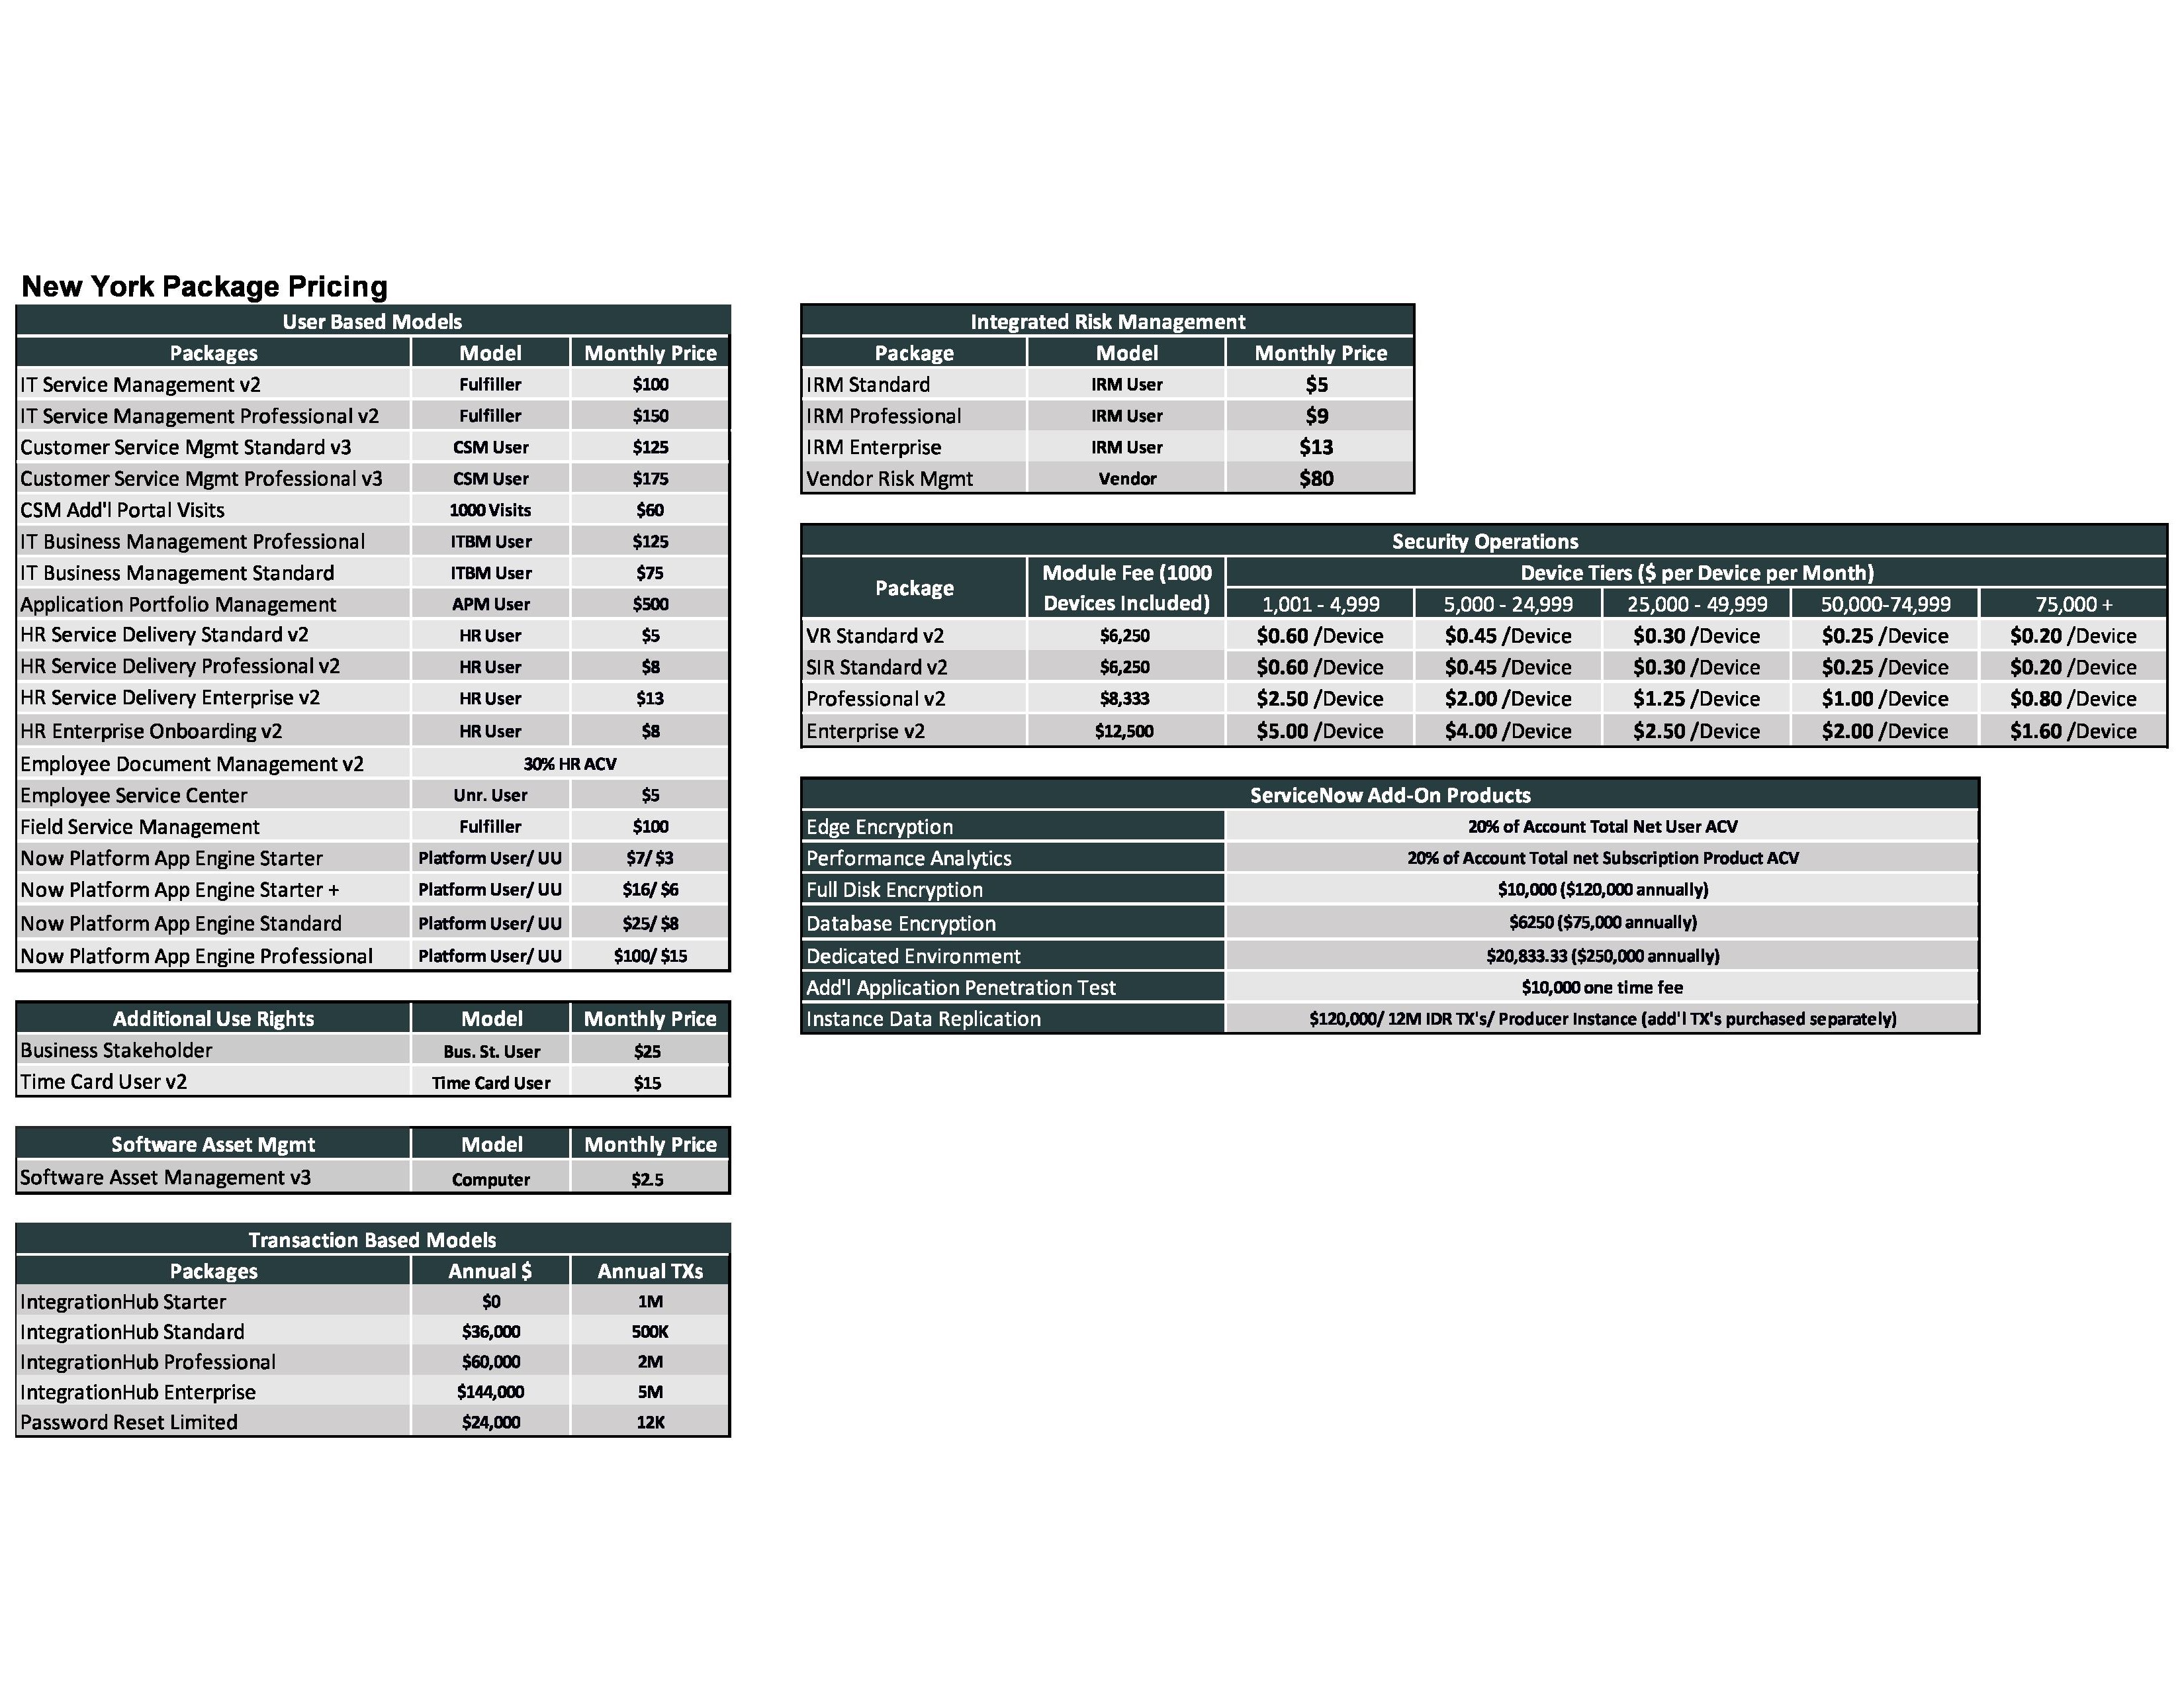 New York Package Pricing
User Based Models
Packages Model Monthly Price
IT Service Management v2 Fulfiller $100
IT Service Management Professional v2 Fulfiller $150
Customer Service Mgmt Standard v3 CSM User $125
Customer Service Mgmt Professional v3 CSM User $175
CSM Add'l Portal Visits 1000 Visits $60
IT Business Management Professional ITBM User $125
IT Business Management Standard ITBM User $75
Application Portfolio Management APM User $500
HR Service Delivery Standard v2 HR User $5
HR Service Delivery Professional v2 HR User $8
HR Service Delivery Enterprise v2 HR User $13
HR Enterprise Onboarding v2 HR User $8
Employee Document Management v2 30% HR ACV
Employee Service Center Unr. User $5
Field Service Management Fulfiller $100
Now Platform App Engine Starter Platform User/ UU $7/ $3
Now Platform App Engine Starter + Platform User/ UU $16/ $6
Now Platform App Engine Standard Platform User/ UU $25/ $8
Now Platform App Engine Professional Platform User/ UU $100/ $15
Additional Use Rights Model Monthly Price
Business Stakeholder Bus. St. User $25
Time Card User v2 Time Card User $15
Software Asset Mgmt Model Monthly Price
Software Asset Management v3 Computer $2.5
Transaction Based Models
Packages Annual $ Annual TXs
IntegrationHub Starter $0 1M
IntegrationHub Standard $36,000 500K
IntegrationHub Professional $60,000 2M
IntegrationHub Enterprise $144,000 5M
Password Reset Limited $24,000 12K
Integrated Risk Management
Package Model Monthly Price
IRM Standard IRM User $5
IRM Professional IRM User $9
IRM Enterprise IRM User $13
Vendor Risk Mgmt Vendor $80
Security Operations
Package Module Fee (1000 Devices Included) Device Tiers ($ per Device per Month)
1,001 - 4,999 5,000 - 24,999 25,000 - 49,999 50,000-74,999 75,000 +
VR Standard v2 $6,250 $0.60 /Device $0.45 /Device $0.30 /Device $0.25 /Device $0.20 /Device
SIR Standard v2 $6,250 $0.60 /Device $0.45 /Device $0.30 /Device $0.25 /Device $0.20 /Device
Professional v2 $8,333 $2.50 /Device $2.00 /Device $1.25 /Device $1.00 /Device $0.80 /Device
Enterprise v2 $12,500 $5.00 /Device $4.00 /Device $2.50 /Device $2.00 /Device $1.60 /Device
ServiceNow Add-On Products
Edge Encryption 20% of Account Total Net User ACV
Performance Analytics 20% of Account Total net Subscription Product ACV
Full Disk Encryption $10,000 ($120,000 annually)
Database Encryption $6250 ($75,000 annually)
Dedicated Environment $20,833.33 ($250,000 annually)
Add'l Application Penetration Test $10,000 one time fee
Instance Data Replication $120,000/ 12M IDR TX's/ Producer Instance (add'l TX's purchased separately)